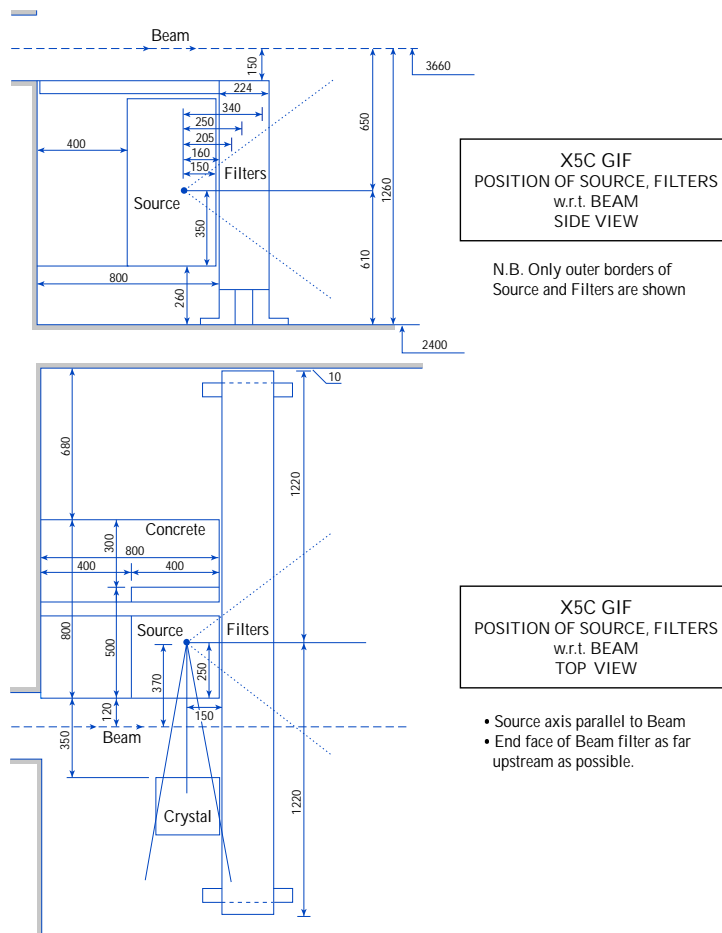 Beam
150
3660
224
340
250
205
160
150
400
Filters
Source
350
650
1260
610
800
260
2400
X5C GIF
POSITION OF SOURCE, FILTERS
w.r.t. BEAM
SIDE VIEW
N.B. Only outer borders of
Source and Filters are shown
10
680
1220
Concrete
300
800
400
400
800
500
Source
Filters
370
250
120
150
Beam
350
Crystal
1220
X5C GIF
POSITION OF SOURCE, FILTERS
w.r.t. BEAM
TOP VIEW
• Source axis parallel to Beam
• End face of Beam filter as far
upstream as possible.